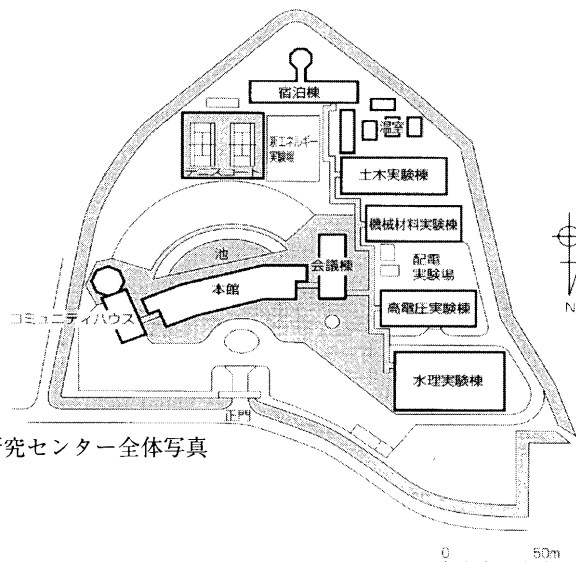 宿泊棟
温室
新エネルギー
実験場
テニスコート
土木実験棟
機械材料実験棟
池
会議棟
配電
実験場
本館
コミュニティハウス
高電圧実験棟
N
水理実験棟
正門
究センター全体写真
0 50m